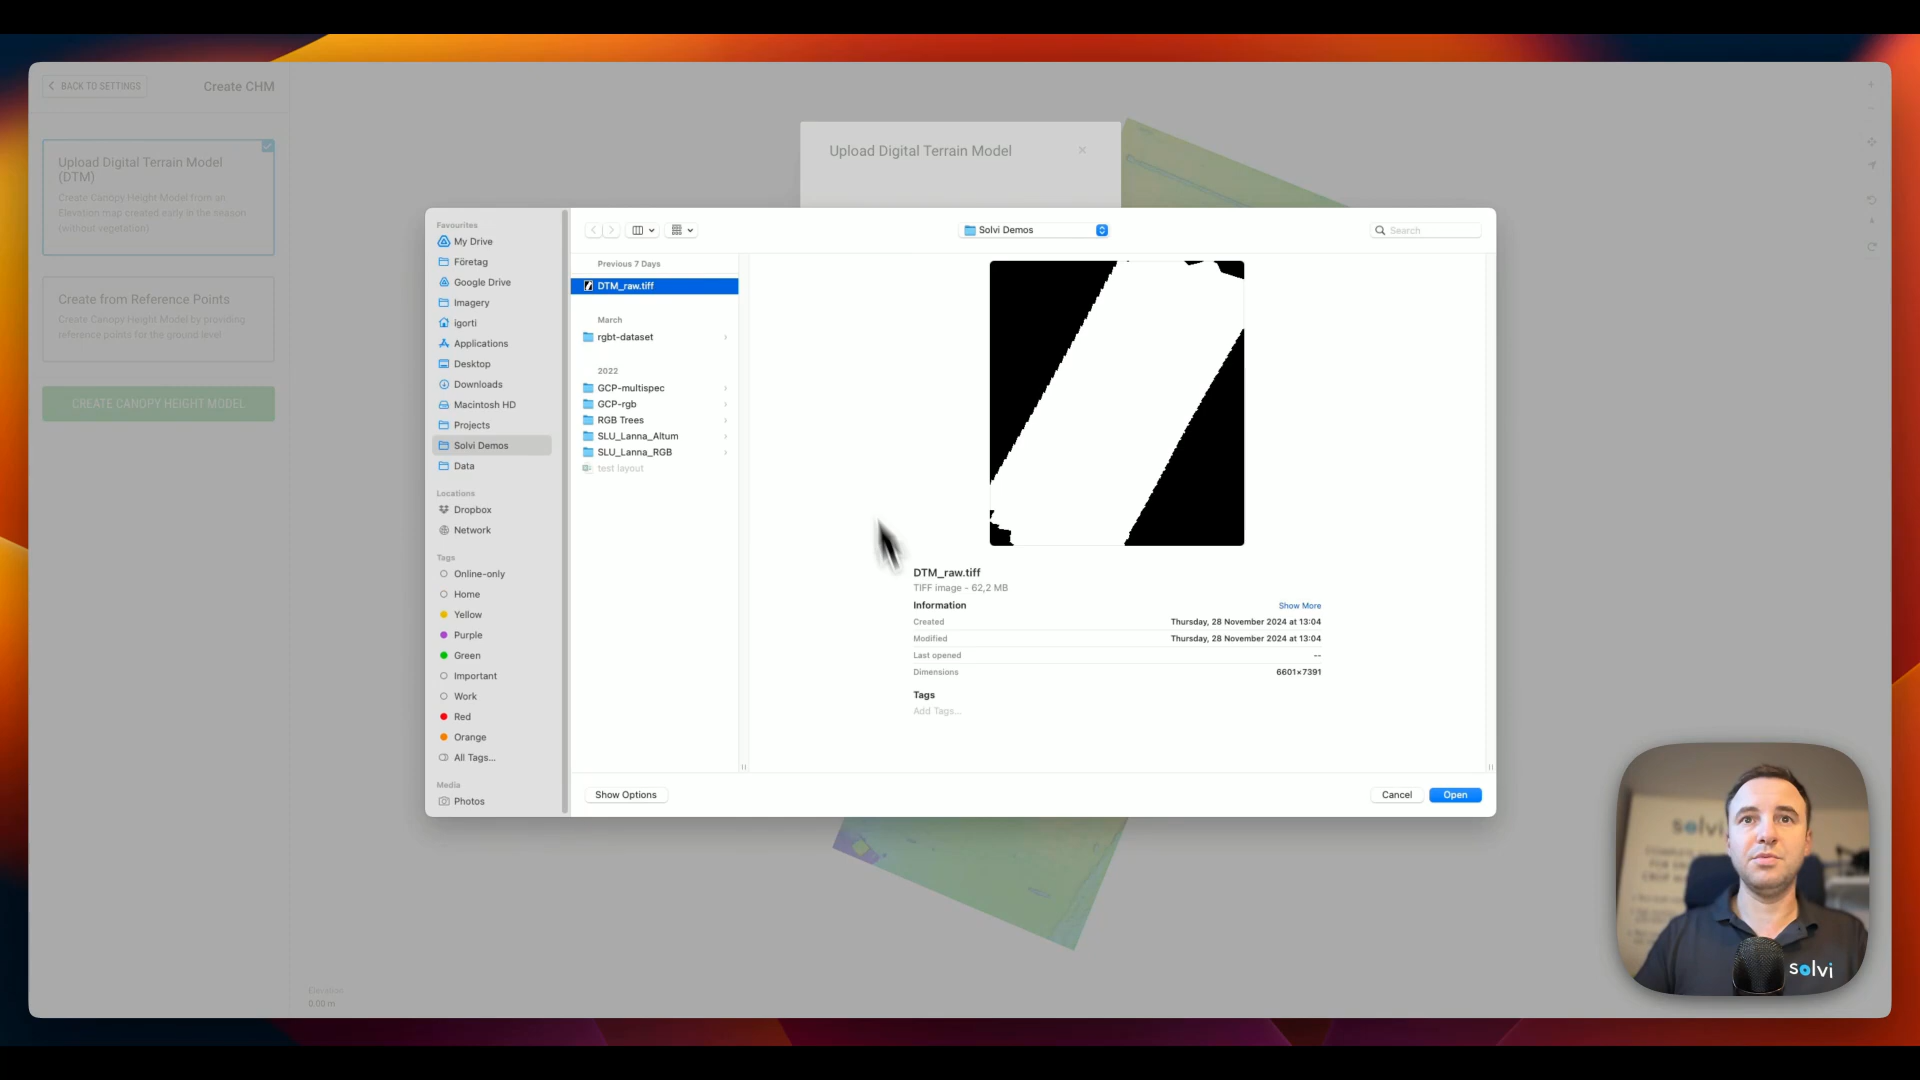 BACK TO SETTINGS
Create CHM
Upload Digital Terrain Model
(DTM)
Create Canopy Height Model from an
Elevation map created early in the season
(without vegetation)
Create from Reference Points
Create Canopy Height Model by providing
reference points for the ground level
CREATE CANOPY HEIGHT MODEL
Upload Digital Terrain Model
Favourites
My Drive
Företag
Google Drive
Imagery
igorti
Applications
Desktop
Downloads
Macintosh HD
Projects
Solvi Demos
Data
Locations
Dropbox
Network
Tags
Online-only
Home
Yellow
Purple
Green
Important
Work
Red
Orange
All Tags...
Media
Photos
Solvi Demos
Search
Previous 7 Days
DTM_raw.tiff
March
rgbt-dataset
2022
GCP-multispec
GCP-rgb
RGB Trees
SLU_Lanna_Altum
SLU_Lanna_RGB
test layout
DTM_raw.tiff
TIFF image - 62,2 MB
Information
Show More
Created
Thursday, 28 November 2024 at 13:04
Modified
Thursday, 28 November 2024 at 13:04
Last opened
--
Dimensions
6601×7391
Tags
Add Tags...
Show Options
Cancel
Open
Elevation
0.00 m
solvi
solvi